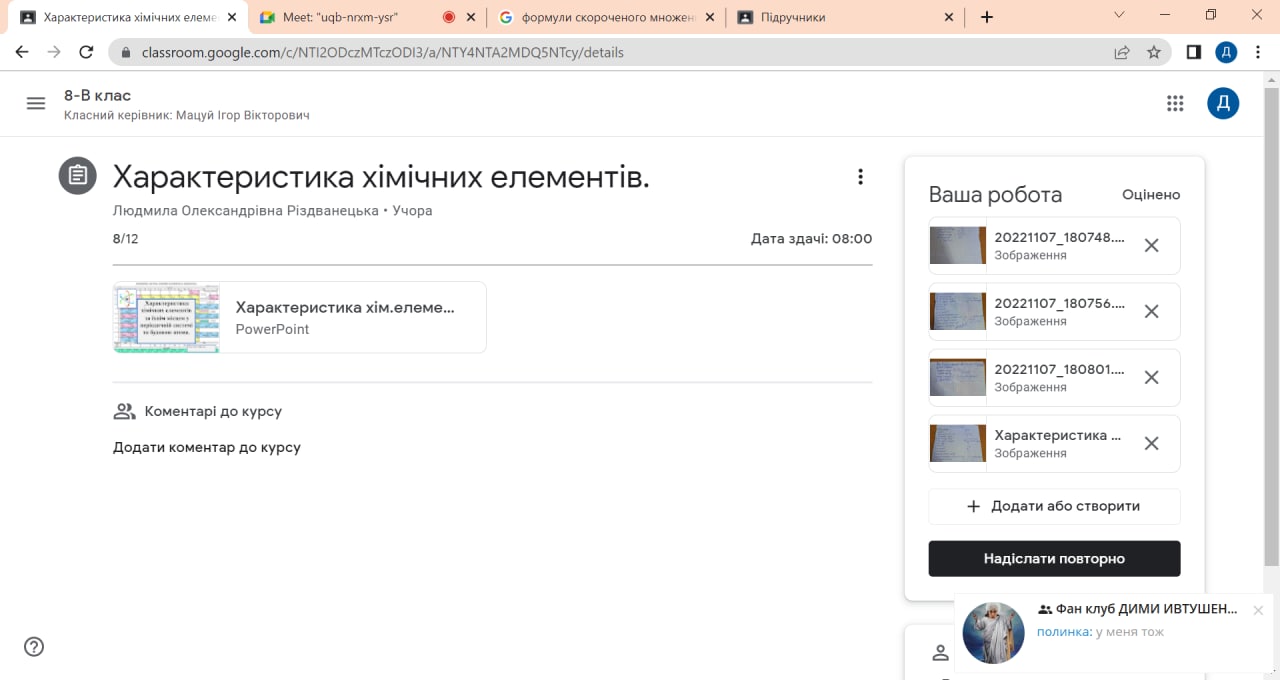 Характеристика хімічних елеме
Meet: "uqb-nrxm-ysr"
формули скороченого множен
Підручники
classroom.google.com/c/NTI2ODczMTczODI3/a/NTY4NTA2MDQ5NTcy/details
Д
8-В клас
Класний керівник: Мацуй Ігор Вікторович
Д
Характеристика хімічних елементів.
Людмила Олександрівна Різдванецька • Учора
8/12
Дата здачі: 08:00
Характеристика
хімічних елементів
за їхнім місцем у
періодичній системі
та будовою атома.
Характеристика хім.елеме...
PowerPoint
Коментарі до курсу
Додати коментар до курсу
Ваша робота
Оцінено
20221107_180748....
Зображення
20221107_180756....
Зображення
20221107_180801....
Зображення
Характеристика ...
Зображення
Додати або створити
Надіслати повторно
Фан клуб ДИМИ ИВТУШЕН...
полинка: у меня тож